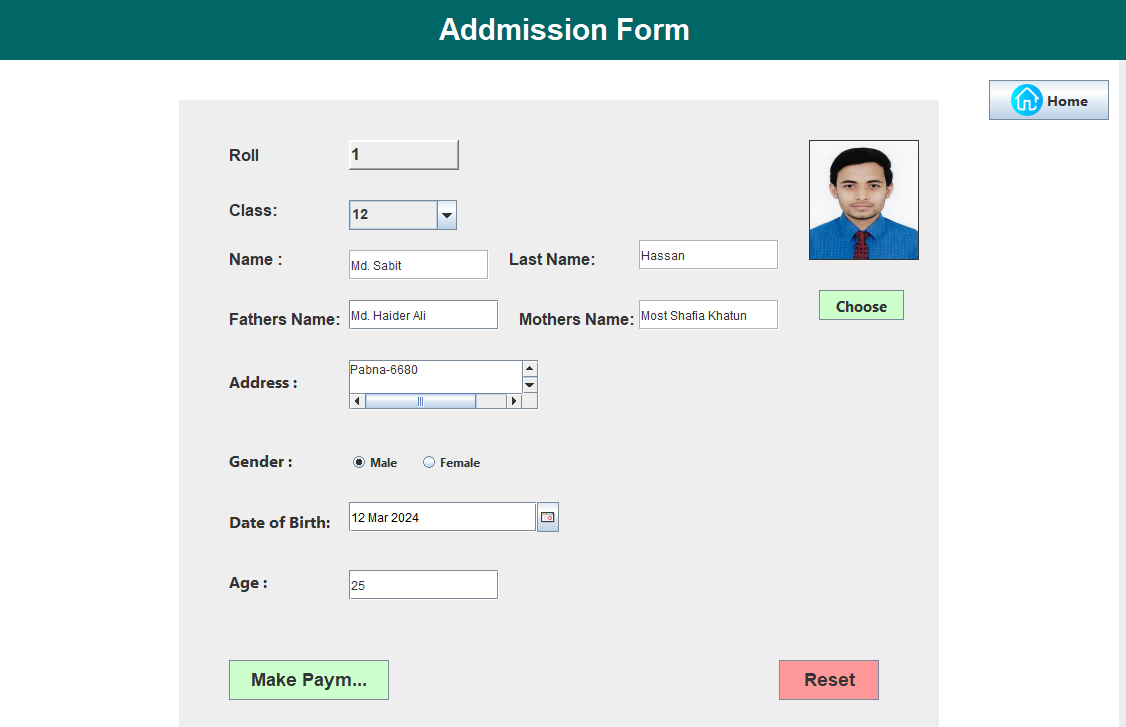 Addmission Form
Home
Roll 1
Class: 12
Name : Md. Sabit Last Name: Hassan
Choose
Fathers Name: Md. Haider Ali Mothers Name: Most Shafia Khatun
Address : Pabna-6680
Gender : Male Female
Date of Birth: 12 Mar 2024
Age : 25
Make Paym... Reset